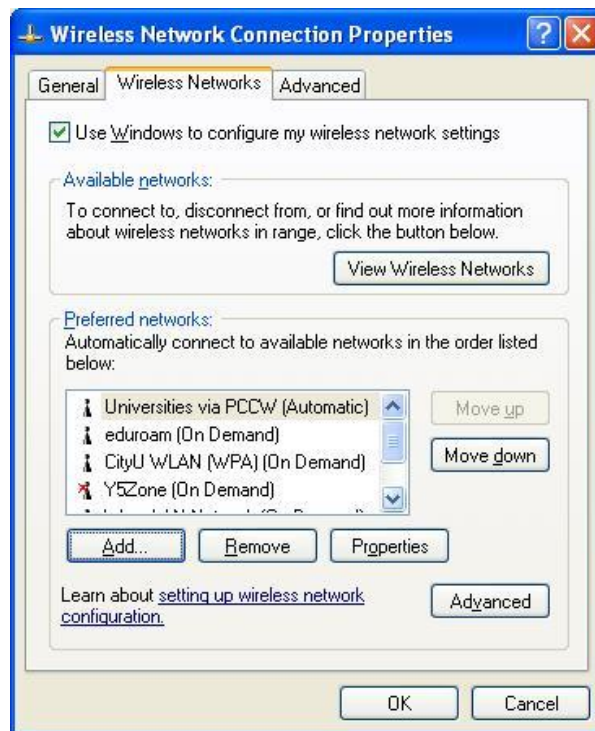 Wireless Network Connection Properties
General Wireless Networks Advanced
Use Windows to configure my wireless network settings
Available networks:
To connect to, disconnect from, or find out more information
about wireless networks in range, click the button below.
View Wireless Networks
Preferred networks:
Automatically connect to available networks in the order listed
below:
Universities via PCCW (Automatic)
Move up
eduroam (On Demand)
CityU WLAN (WPA) (On Demand)
Move down
Y5Zone (On Demand)
Add... Remove Properties
Learn about setting up wireless network
configuration.
Advanced
OK Cancel